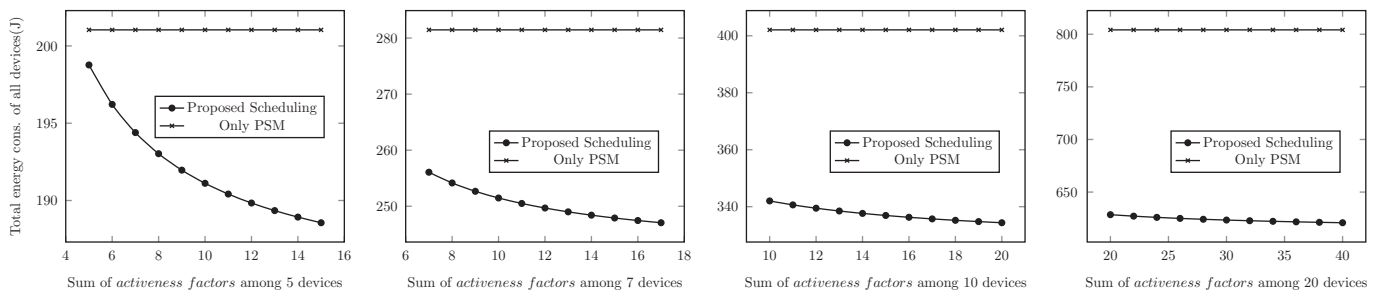 Total energy cons. of all devices(J)
200
195
190
4 6 8 10 12 14 16
Proposed Scheduling
Only PSM
Sum of activeness factors among 5 devices
280
270
260
250
6 8 10 12 14 16 18
Proposed Scheduling
Only PSM
Sum of activeness factors among 7 devices
400
380
360
340
10 12 14 16 18 20
Proposed Scheduling
Only PSM
Sum of activeness factors among 10 devices
800
750
700
650
20 25 30 35 40
Proposed Scheduling
Only PSM
Sum of activeness factors among 20 devices